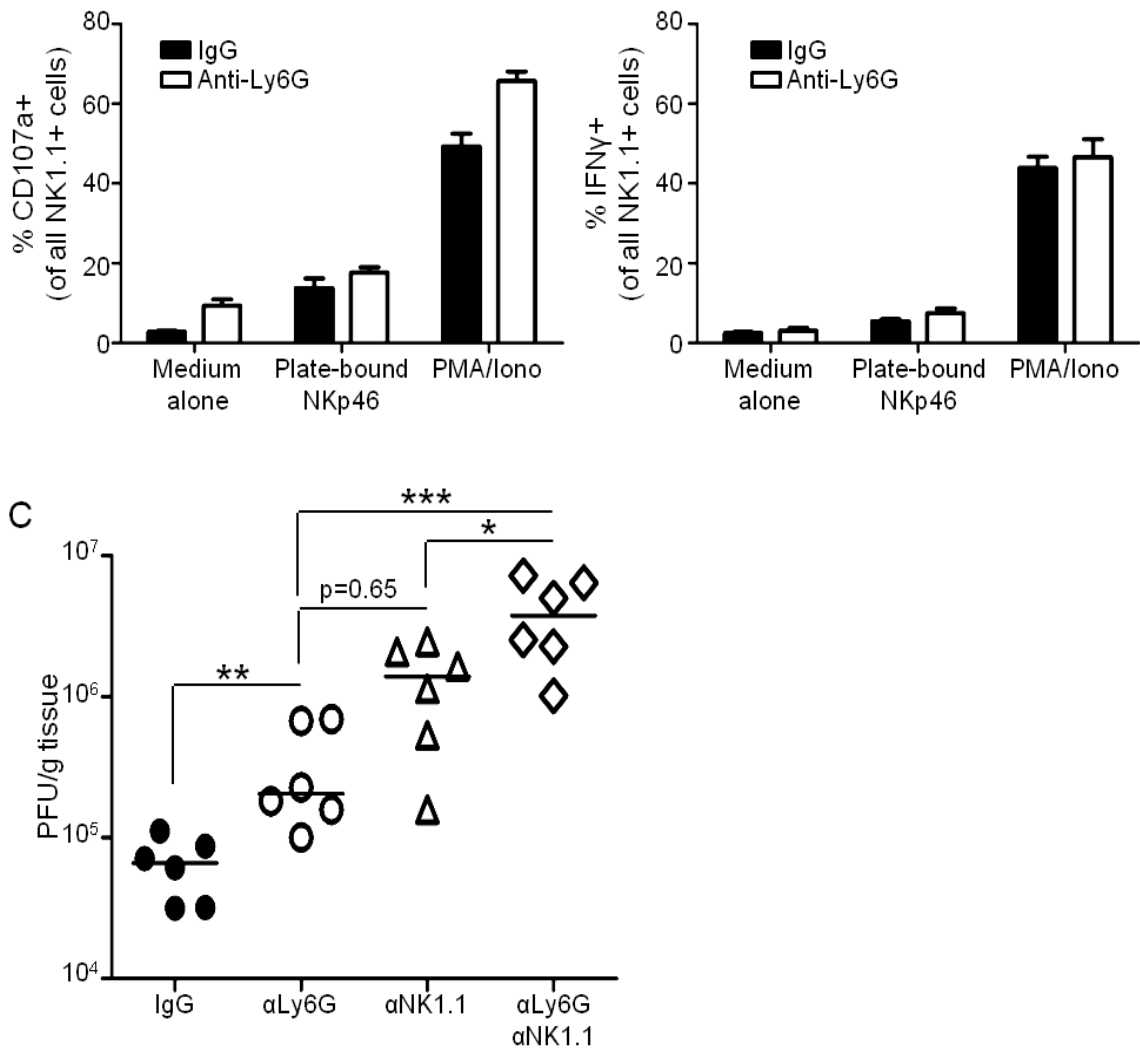 % CD107a+
(of all NK1.1+ cells)
80
60
40
20
0
IgG
Anti-Ly6G
Medium
alone
Plate-bound
NKp46
PMA/Iono
% IFNγ+
(of all NK1.1+ cells)
80
60
40
20
0
IgG
Anti-Ly6G
Medium
alone
Plate-bound
NKp46
PMA/Iono
C
PFU/g tissue
10⁷
10⁶
10⁵
10⁴
***
*
p=0.65
**
IgG
αLy6G
αNK1.1
αLy6G
αNK1.1